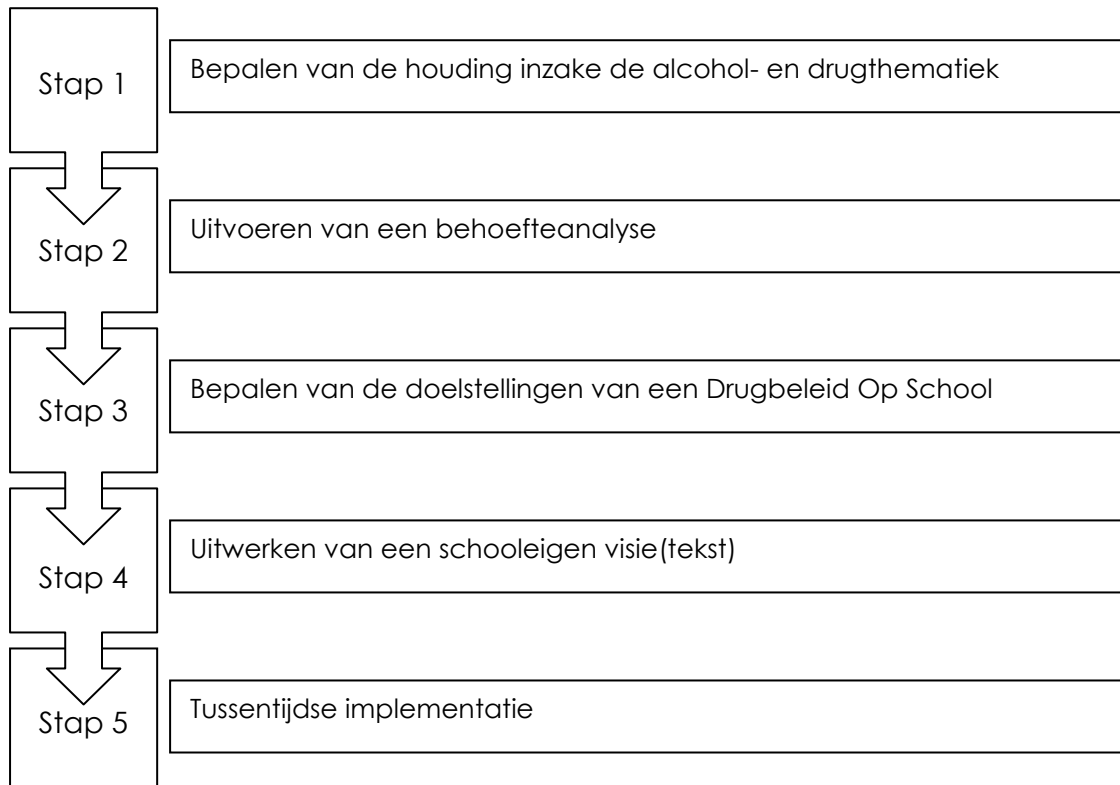 Stap 1
Bepalen van de houding inzake de alcohol- en drugthematiek
Stap 2
Uitvoeren van een behoefteanalyse
Stap 3
Bepalen van de doelstellingen van een Drugbeleid Op School
Stap 4
Uitwerken van een schooleigen visie(tekst)
Stap 5
Tussentijdse implementatie